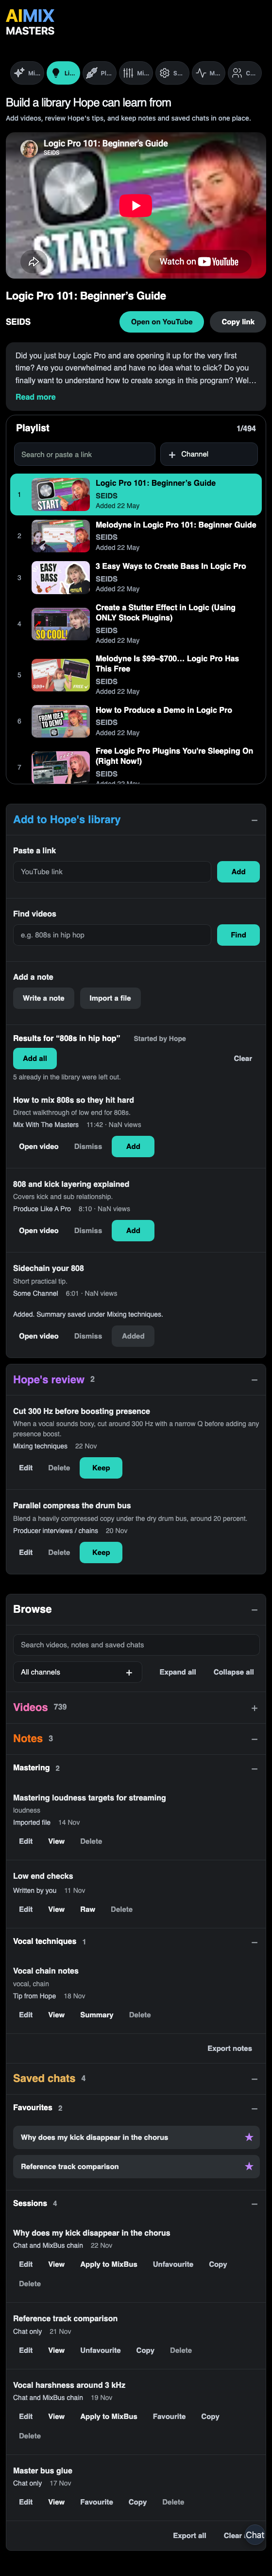 AIMIX
MASTERS
Mi...
Li...
Pl...
Mi...
S...
M...
C...
Build a library Hope can learn from
Add videos, review Hope's tips, and keep notes and saved chats in one place.
Logic Pro 101: Beginner's Guide
SEIDS
START
Watch on YouTube
Logic Pro 101: Beginner's Guide
SEIDS
Open on YouTube
Copy link
Did you just buy Logic Pro and are opening it up for the very first
time? Are you overwhelmed and have no idea what to click? Do you
finally want to understand how to create songs in this program? Wel...
Read more
Playlist
1/494
Search or paste a link
+ Channel
1
START
Logic Pro 101: Beginner's Guide
SEIDS
Added 22 May
2
Melodyne in Logic Pro 101: Beginner Guide
SEIDS
Added 22 May
3
EASY
BASS
3 Easy Ways to Create Bass In Logic Pro
SEIDS
Added 22 May
4
SO COOL!
Create a Stutter Effect in Logic (Using
ONLY Stock Plugins)
SEIDS
Added 22 May
5
Melodyne Is $99–$700… Logic Pro Has
This Free
SEIDS
Added 22 May
6
FROM IDEA
TO DEMO
How to Produce a Demo in Logic Pro
SEIDS
Added 22 May
7
Free Logic Pro Plugins You're Sleeping On
(Right Now!)
SEIDS
Added 22 May
Add to Hope's library
Paste a link
YouTube link
Add
Find videos
e.g. 808s in hip hop
Find
Add a note
Write a note
Import a file
Results for “808s in hip hop”
Started by Hope
Add all
Clear
5 already in the library were left out.
How to mix 808s so they hit hard
Direct walkthrough of low end for 808s.
Mix With The Masters 11:42 · NaN views
Open video
Dismiss
Add
808 and kick layering explained
Covers kick and sub relationship.
Produce Like A Pro 8:10 · NaN views
Open video
Dismiss
Add
Sidechain your 808
Short practical tip.
Some Channel 6:01 · NaN views
Added. Summary saved under Mixing techniques.
Open video
Dismiss
Added
Hope's review 2
Cut 300 Hz before boosting presence
When a vocal sounds boxy, cut around 300 Hz with a narrow Q before adding any
presence boost.
Mixing techniques 22 Nov
Edit
Delete
Keep
Parallel compress the drum bus
Blend a heavily compressed copy under the dry drum bus, around 20 percent.
Producer interviews / chains 20 Nov
Edit
Delete
Keep
Browse
Search videos, notes and saved chats
All channels +
Expand all
Collapse all
Videos 739
Notes 3
Mastering 2
Mastering loudness targets for streaming
loudness
Imported file 14 Nov
Edit
View
Delete
Low end checks
Written by you 11 Nov
Edit
View
Raw
Delete
Vocal techniques 1
Vocal chain notes
vocal, chain
Tip from Hope 18 Nov
Edit
View
Summary
Delete
Export notes
Saved chats 4
Favourites 2
Why does my kick disappear in the chorus
Reference track comparison
Sessions 4
Why does my kick disappear in the chorus
Chat and MixBus chain 22 Nov
Edit
View
Apply to MixBus
Unfavourite
Copy
Delete
Reference track comparison
Chat only 21 Nov
Edit
View
Unfavourite
Copy
Delete
Vocal harshness around 3 kHz
Chat and MixBus chain 19 Nov
Edit
View
Apply to MixBus
Favourite
Copy
Delete
Master bus glue
Chat only 17 Nov
Edit
View
Favourite
Copy
Delete
Export all
Clear
Chat